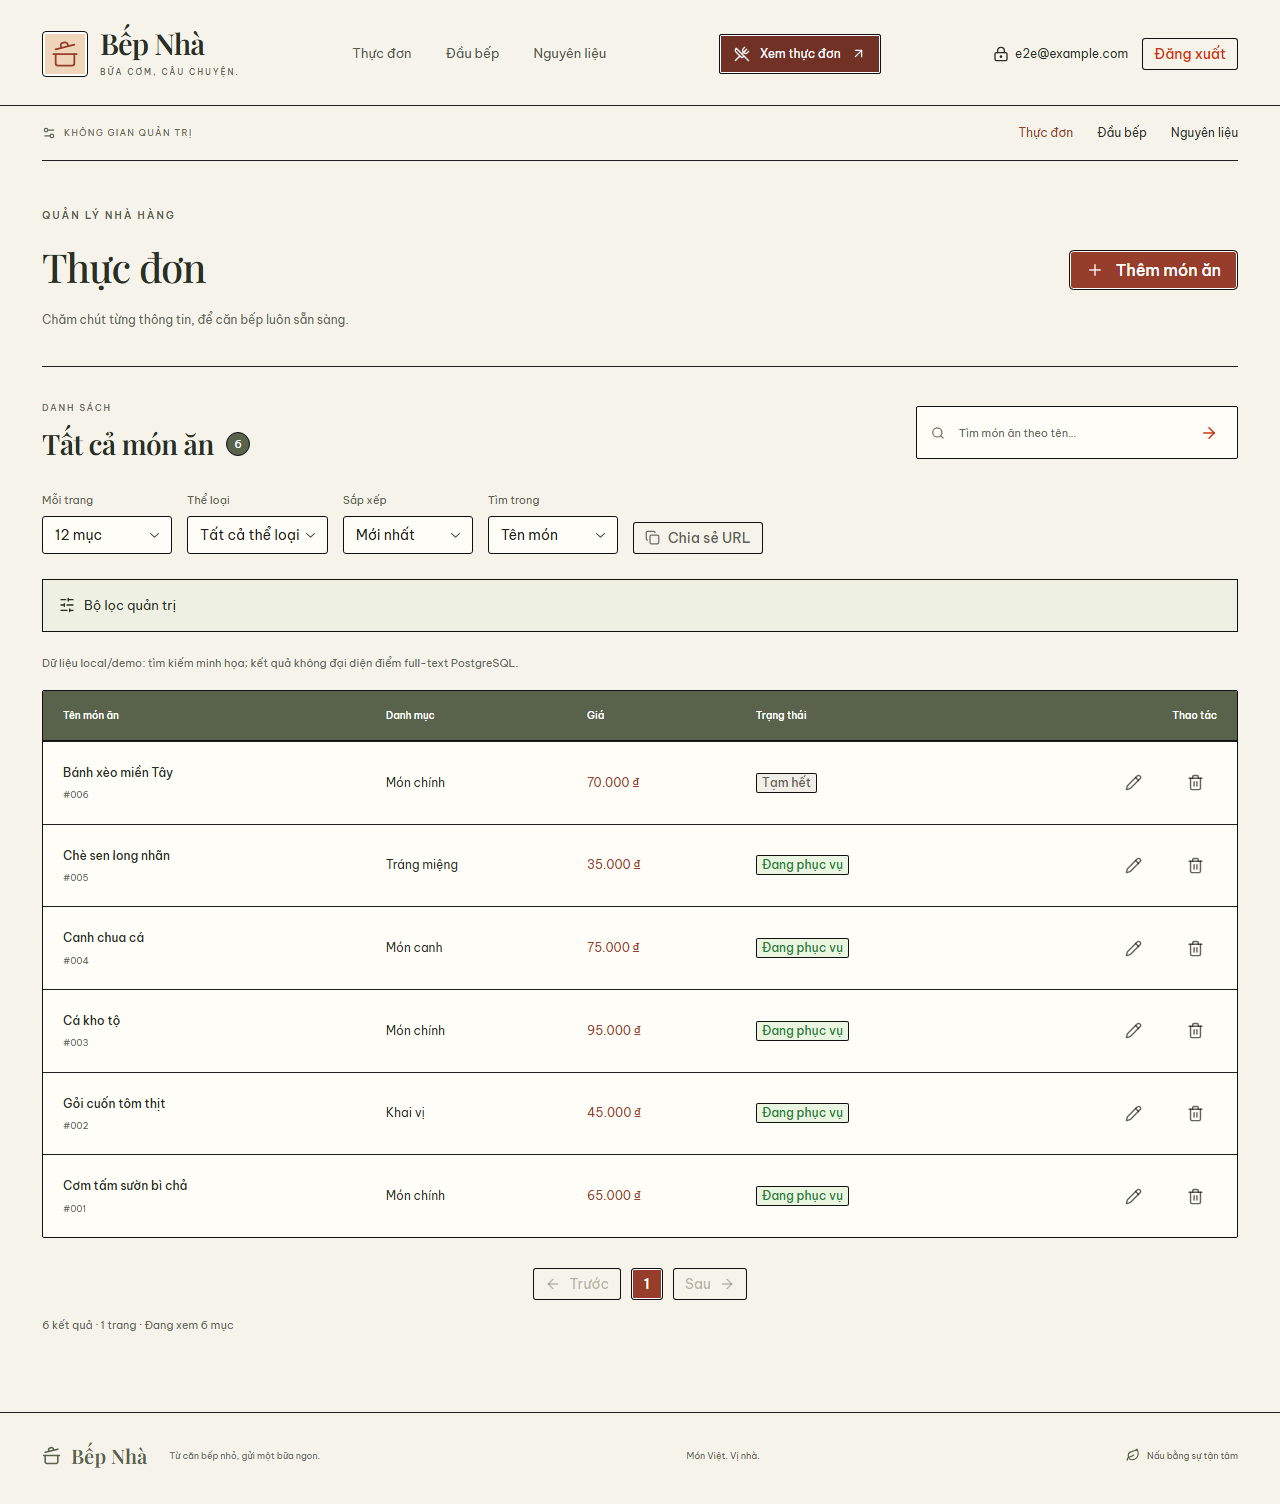 Bếp Nhà
BỮA CƠM, CÂU CHUYỆN.
Thực đơn Đầu bếp Nguyên liệu
Xem thực đơn
e2e@example.com
Đăng xuất
KHÔNG GIAN QUẢN TRỊ
Thực đơn Đầu bếp Nguyên liệu
QUẢN LÝ NHÀ HÀNG
Thực đơn
Thêm món ăn
Chăm chút từng thông tin, để căn bếp luôn sẵn sàng.
DANH SÁCH
Tất cả món ăn 6
Tìm món ăn theo tên...
Mỗi trang Thể loại Sắp xếp Tìm trong
12 mục Tất cả thể loại Mới nhất Tên món Chia sẻ URL
Bộ lọc quản trị
Dữ liệu local/demo: tìm kiếm minh họa; kết quả không đại diện điểm full-text PostgreSQL.
Tên món ăn Danh mục Giá Trạng thái Thao tác
Bánh xèo miền Tây
#006
Món chính 70.000 ₫ Tạm hết
Chè sen long nhãn
#005
Tráng miệng 35.000 ₫ Đang phục vụ
Canh chua cá
#004
Món canh 75.000 ₫ Đang phục vụ
Cá kho tộ
#003
Món chính 95.000 ₫ Đang phục vụ
Gỏi cuốn tôm thịt
#002
Khai vị 45.000 ₫ Đang phục vụ
Cơm tấm sườn bì chả
#001
Món chính 65.000 ₫ Đang phục vụ
Trước 1 Sau
6 kết quả · 1 trang · Đang xem 6 mục
Bếp Nhà
Từ căn bếp nhỏ, gửi một bữa ngon.
Món Việt. Vị nhà.
Nấu bằng sự tận tâm